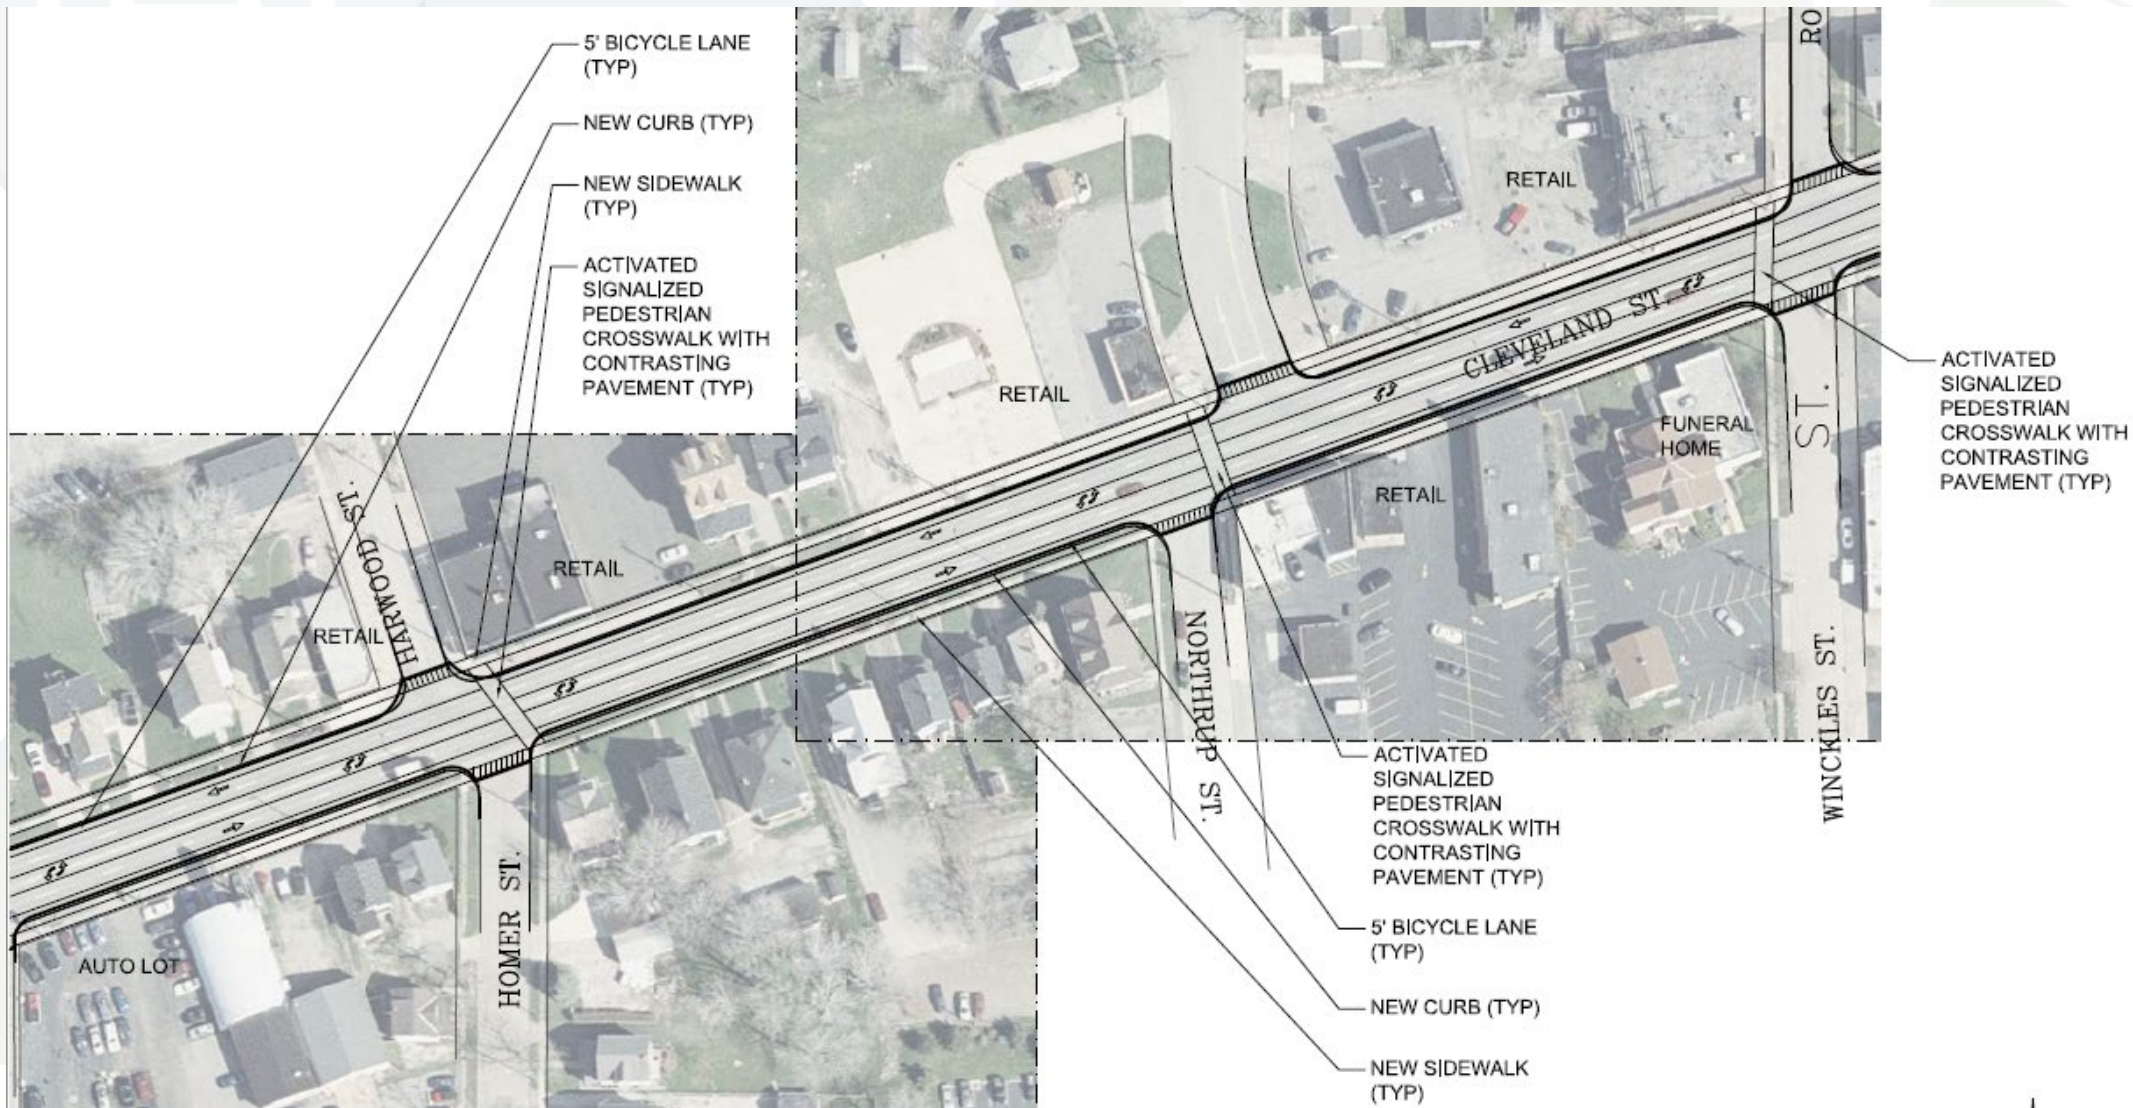 5' BICYCLE LANE
(TYP)
NEW CURB (TYP)
NEW SIDEWALK
(TYP)
ACTIVATED
SIGNALIZED
PEDESTRIAN
CROSSWALK WITH
CONTRASTING
PAVEMENT (TYP)
RO
RETAIL
CLEVELAND ST.
RETAIL
FUNERAL
HOME
ST.
ACTIVATED
SIGNALIZED
PEDESTRIAN
CROSSWALK WITH
CONTRASTING
PAVEMENT (TYP)
RETAIL
HARWOOD ST.
RETAIL
RETAIL
NORTHRUP ST.
WINCKLES ST.
ACTIVATED
SIGNALIZED
PEDESTRIAN
CROSSWALK WITH
CONTRASTING
PAVEMENT (TYP)
HOMER ST.
AUTO LOT
5' BICYCLE LANE
(TYP)
NEW CURB (TYP)
NEW SIDEWALK
(TYP)